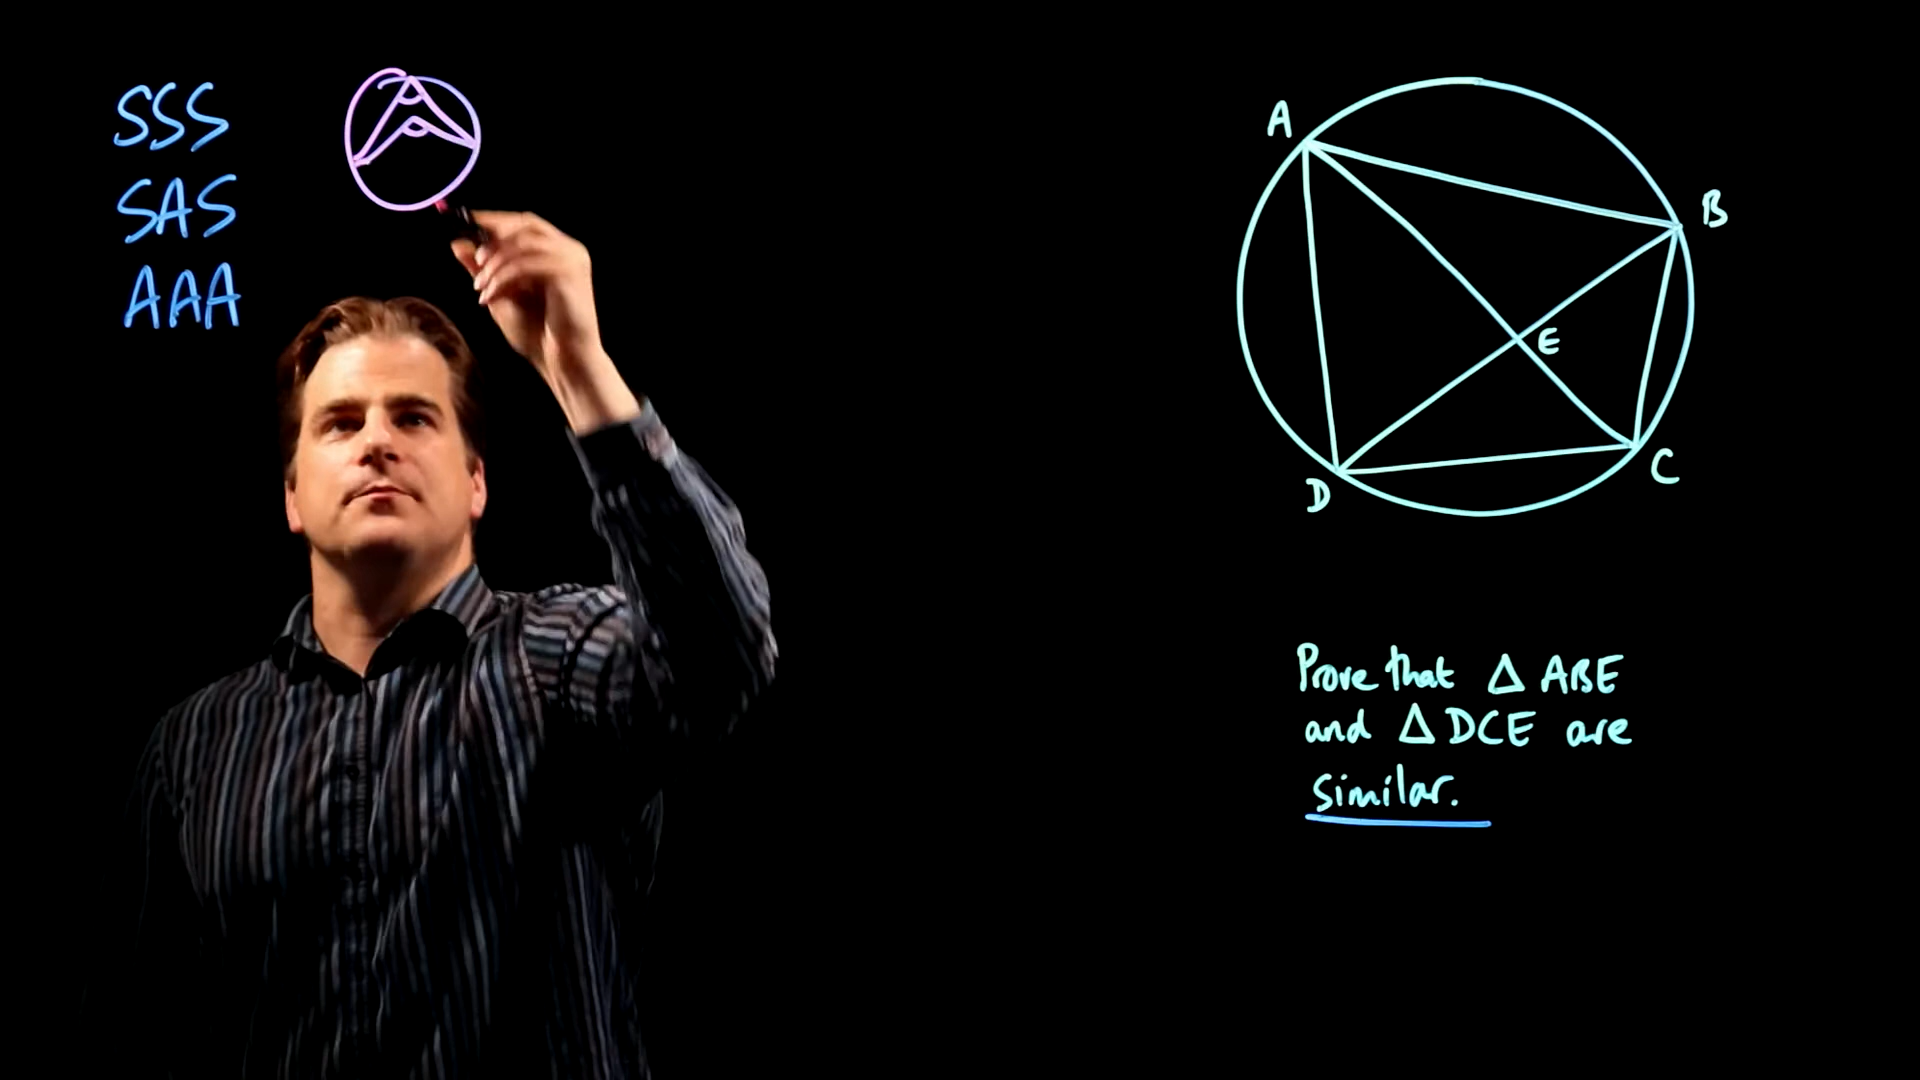 SSS
SAS
AAA
A
B
E
C
D
Prove that △ ABE
and △ DCE are
similar.